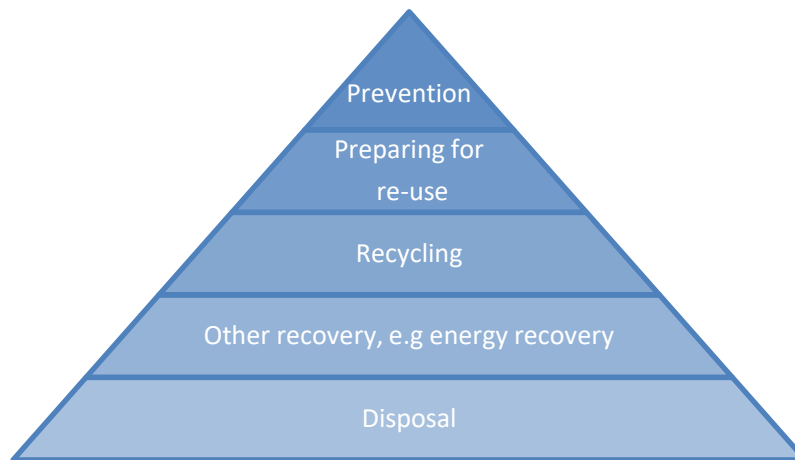 Prevention
Preparing for
re-use
Recycling
Other recovery, e.g energy recovery
Disposal